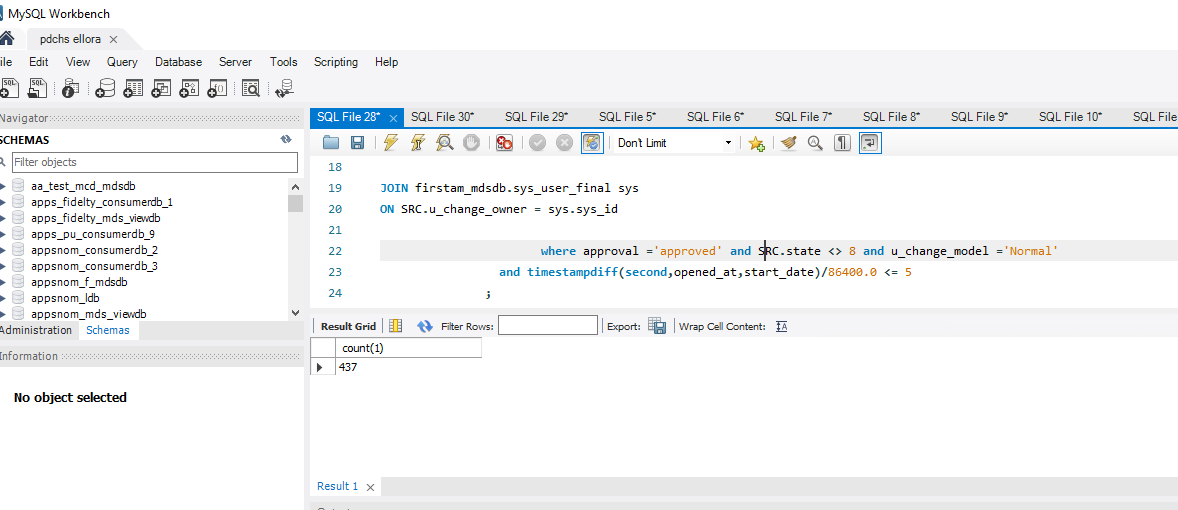 MySQL Workbench
pdchs ellora
ile Edit View Query Database Server Tools Scripting Help
Navigator
SCHEMAS
Filter objects
aa_test_mcd_mdsdb
apps_fidelty_consumerdb_1
apps_fidelty_mds_viewdb
apps_pu_consumerdb_9
appsnom_consumerdb_2
appsnom_consumerdb_3
appsnom_f_mdsdb
appsnom_ldb
appsnom_mds_viewdb
Administration Schemas
Information
No object selected
SQL File 28* SQL File 30* SQL File 29* SQL File 5* SQL File 6* SQL File 7* SQL File 8* SQL File 9* SQL File 10* SQL File
Don't Limit
18
19 JOIN firstam_mdsdb.sys_user_final sys
20 ON SRC.u_change_owner = sys.sys_id
21
22 where approval ='approved' and SRC.state <> 8 and u_change_model ='Normal'
23 and timestampdiff(second,opened_at,start_date)/86400.0 <= 5
24 ;
Result Grid Filter Rows: Export: Wrap Cell Content:
count(1)
437
Result 1